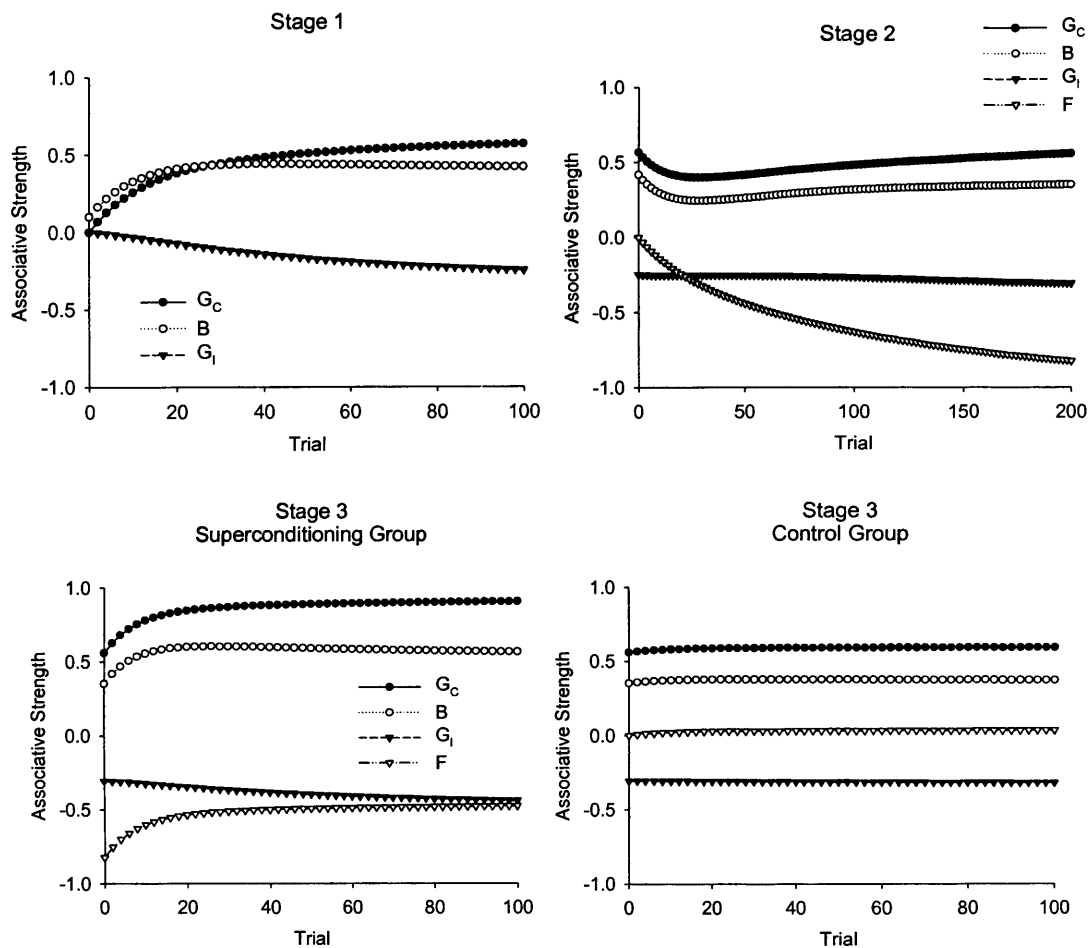 Stage 1
1.0
0.5
0.0
-0.5
-1.0
Associative Strength
G_C
B
G_I
0 20 40 60 80 100
Trial
Stage 2
G_C
B
G_I
F
1.0
0.5
0.0
-0.5
-1.0
Associative Strength
0 50 100 150 200
Trial
Stage 3
Superconditioning Group
1.0
0.5
0.0
-0.5
-1.0
Associative Strength
G_C
B
G_I
F
0 20 40 60 80 100
Trial
Stage 3
Control Group
1.0
0.5
0.0
-0.5
-1.0
Associative Strength
0 20 40 60 80 100
Trial